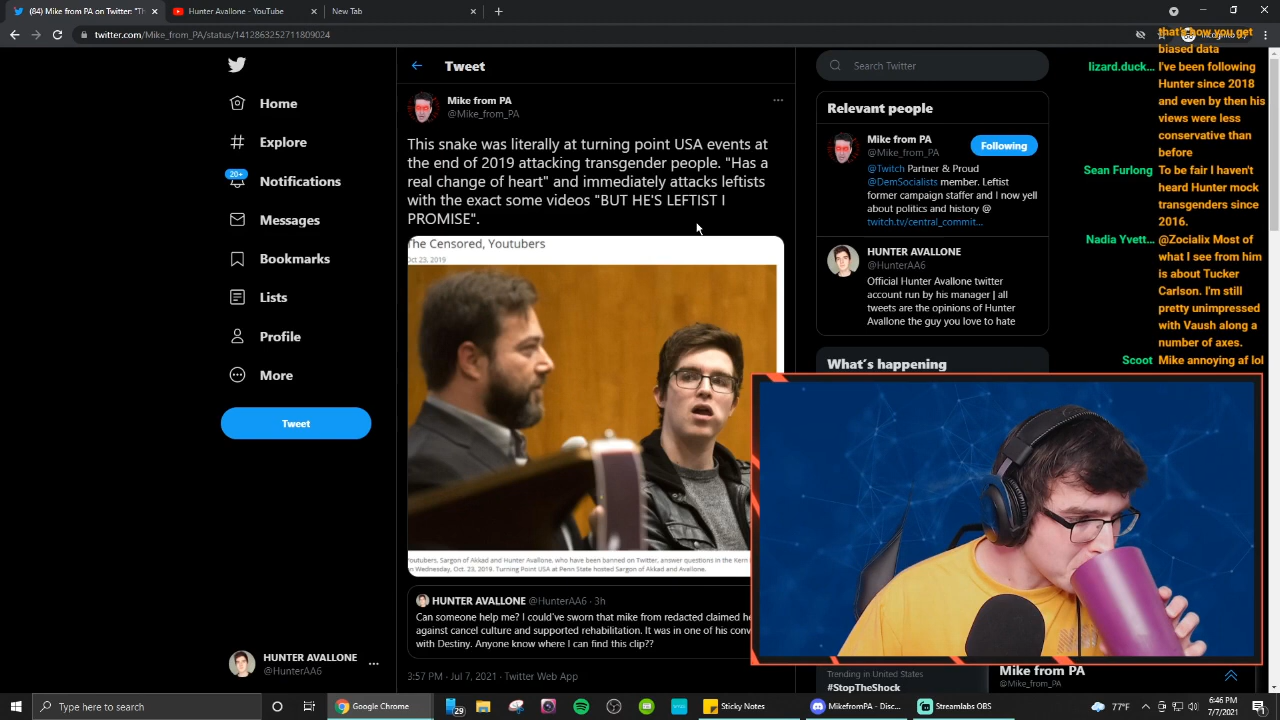 (84) Mike from PA on Twitter: "Th
Hunter Avallone - YouTube
New Tab
twitter.com/Mike_from_PA/status/1412863252711809024
Home
Explore
20+
Notifications
Messages
Bookmarks
Lists
Profile
More
Tweet
HUNTER AVALLONE
@HunterAA6
Tweet
Mike from PA
@Mike_from_PA
This snake was literally at turning point USA events at
the end of 2019 attacking transgender people. "Has a
real change of heart" and immediately attacks leftists
with the exact some videos "BUT HE'S LEFTIST I
PROMISE".
The Censored, Youtubers
Oct 23, 2019
Youtubers, Sargon of Akkad and Hunter Avallone, who have been banned on Twitter, answer questions in the Kern
on Wednesday, Oct. 23, 2019. Turning Point USA at Penn State hosted Sargon of Akkad and Avallone.
HUNTER AVALLONE @HunterAA6 · 3h
Can someone help me? I could've sworn that mike from redacted claimed he
against cancel culture and supported rehabilitation. It was in one of his conv
with Destiny. Anyone know where I can find this clip??
3:57 PM · Jul 7, 2021 · Twitter Web App
Search Twitter
Relevant people
Mike from PA
@Mike_from_PA
Following
@Twitch Partner & Proud
@DemSocialists member. Leftist
former campaign staffer and I now yell
about politics and history @
twitch.tv/central_commit...
HUNTER AVALLONE
@HunterAA6
Official Hunter Avallone twitter
account run by his manager | all
tweets are the opinions of Hunter
Avallone the guy you love to hate
What's happening
Trending in United States
#StopTheShock
Mike from PA
@Mike_from_PA
that's how you get
biased data
lizard.duck... I've been following
Hunter since 2018
and even by then his
views were less
conservative than
before
Sean Furlong To be fair I haven't
heard Hunter mock
transgenders since
2016.
Nadia Yvett... @Zocialix Most of
what I see from him
is about Tucker
Carlson. I'm still
pretty unimpressed
with Vaush along a
number of axes.
Scoot Mike annoying af lol
Type here to search
Google Chrome
29
Sticky Notes
MikefromPA - Disc...
Streamlabs OBS
77°F
6:46 PM
7/7/2021